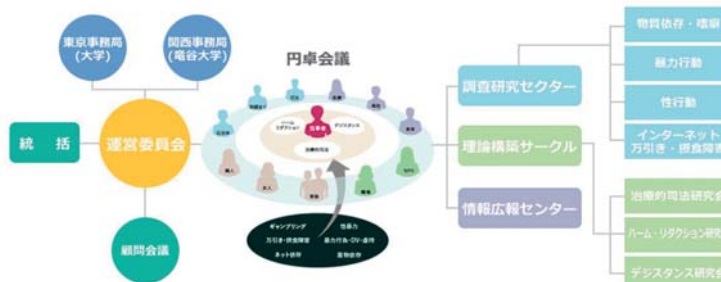 東京事務局
(大学)
関西事務局
(竜谷大学)
統 括
運営委員会
顧問会議
円卓会議
当事者
ハーム
リダクション
デジスタンス
治療的司法
友人
家族
NPO
ギャンブリング
性暴力
万引き・摂食障害
暴力行為・DV・虐待
ネット依存
薬物依存
調査研究セクター
理論構築サークル
情報広報センター
物質依存・嗜癖
暴力行動
性行動
インターネット
万引き・摂食障害
治療的司法研究会
ハーム・リダクション研究
デジスタンス研究会